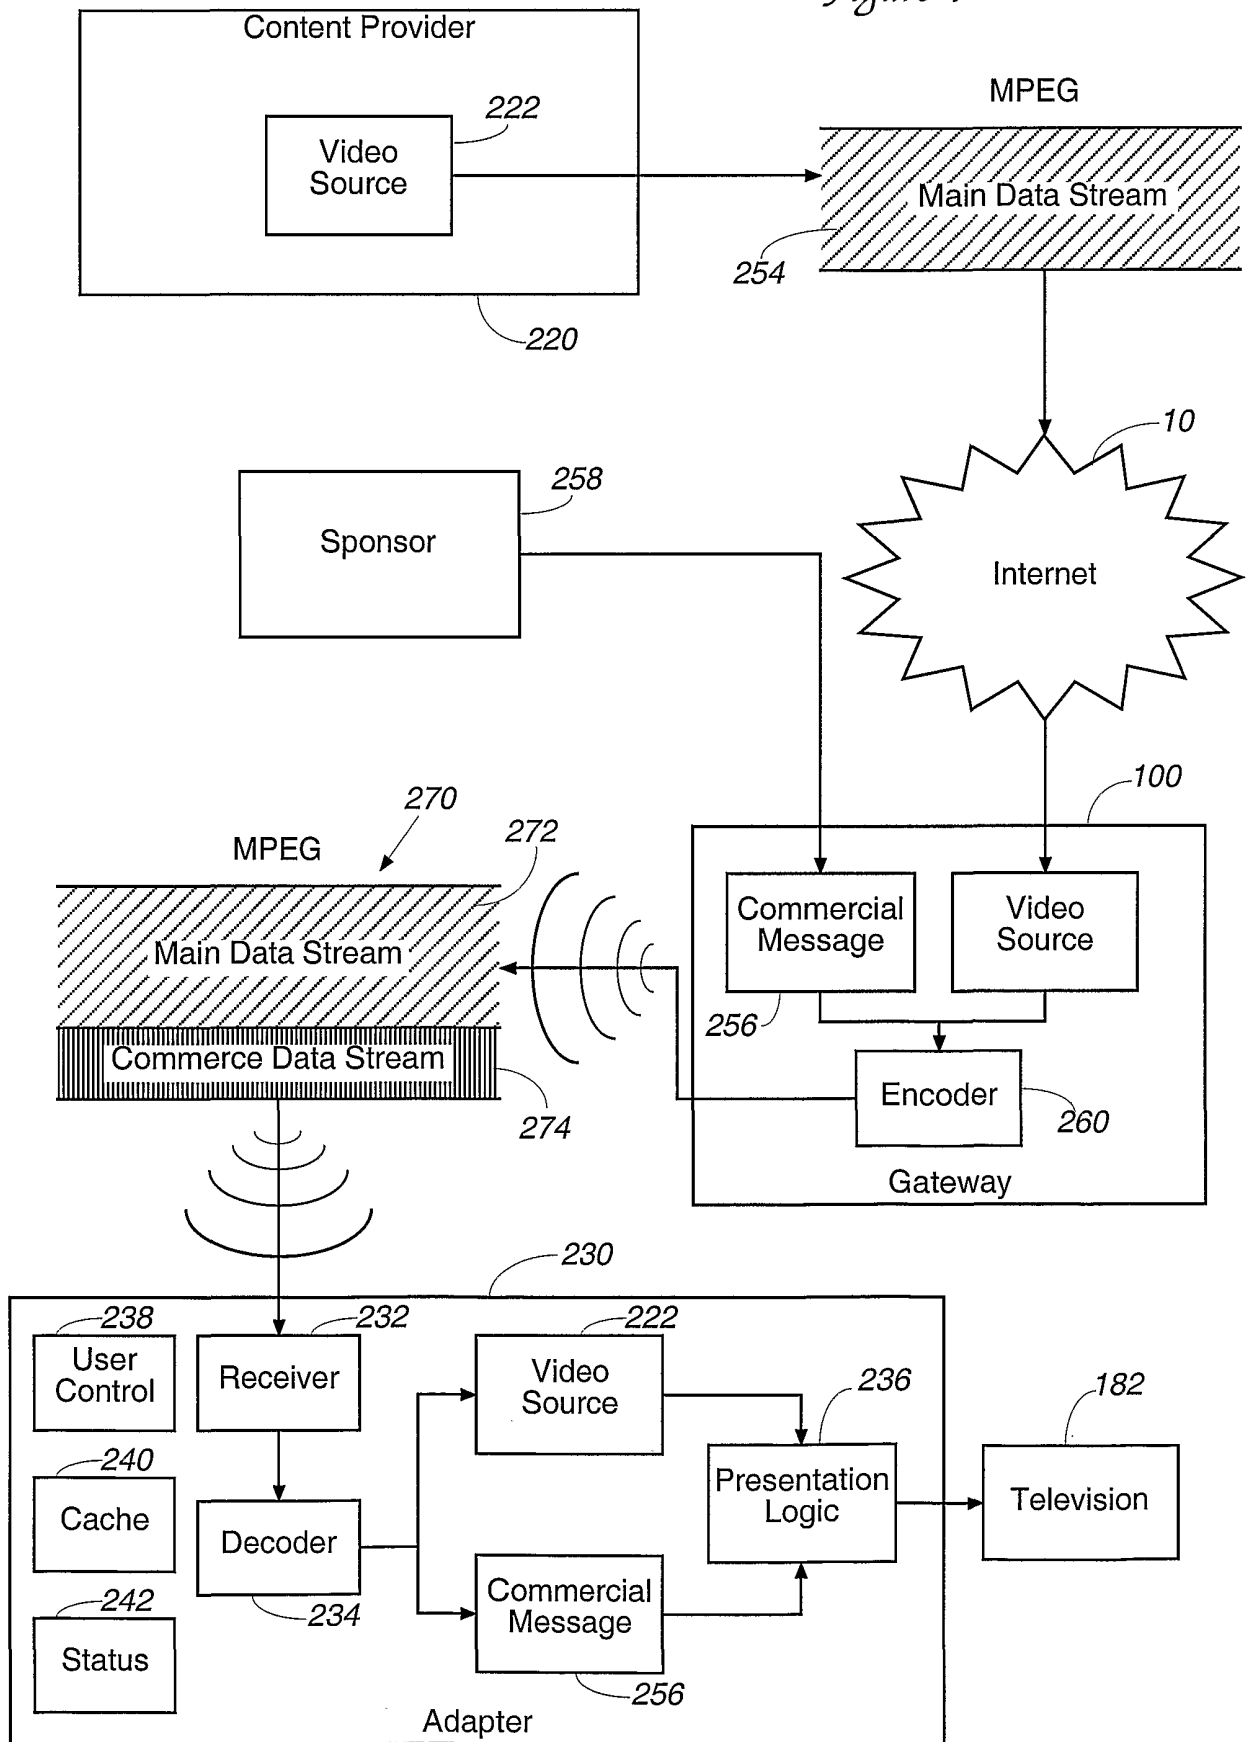 Content Provider
222
Video
Source
220
MPEG
Main Data Stream
254
10
Internet
258
Sponsor
100
270
MPEG
272
Main Data Stream
Commerce Data Stream
274
Commercial
Message
256
Video
Source
Encoder
260
Gateway
230
238
User
Control
232
Receiver
222
Video
Source
236
Presentation
Logic
182
Television
240
Cache
Decoder
234
Commercial
Message
256
242
Status
Adapter